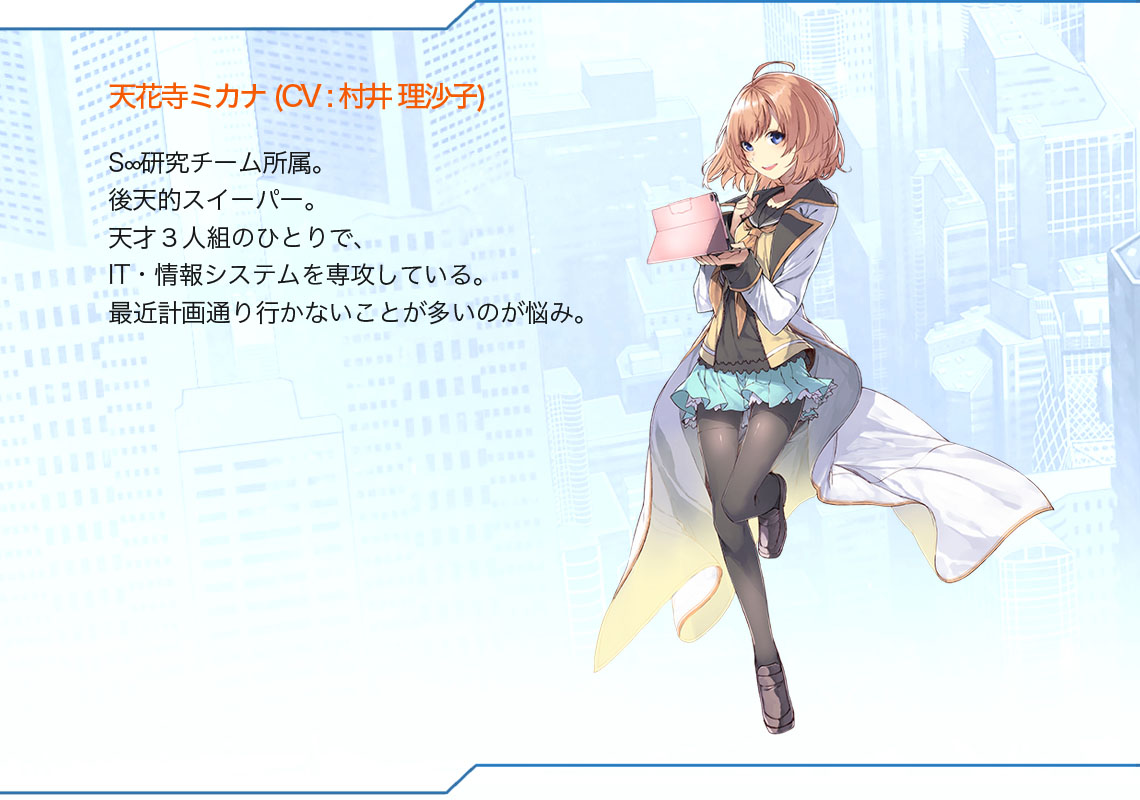 天花寺ミカナ (CV : 村井 理沙子)
S∞研究チーム所属。
後天的スイーパー。
天才３人組のひとりで、
IT・情報システムを専攻している。
最近計画通り行かないことが多いのが悩み。